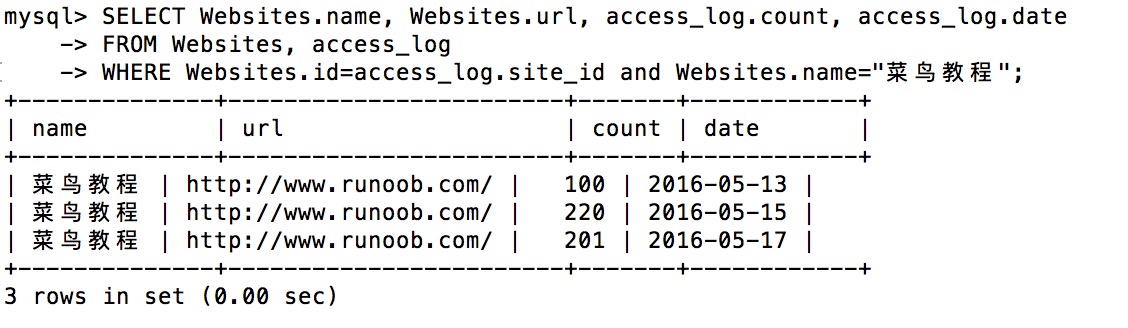 mysql> SELECT Websites.name, Websites.url, access_log.count, access_log.date
    -> FROM Websites, access_log
    -> WHERE Websites.id=access_log.site_id and Websites.name="菜鸟教程";
+--------------+------------------------+-------+------------+
| name         | url                    | count | date       |
+--------------+------------------------+-------+------------+
| 菜鸟教程 | http://www.runoob.com/ |   100 | 2016-05-13 |
| 菜鸟教程 | http://www.runoob.com/ |   220 | 2016-05-15 |
| 菜鸟教程 | http://www.runoob.com/ |   201 | 2016-05-17 |
+--------------+------------------------+-------+------------+
3 rows in set (0.00 sec)